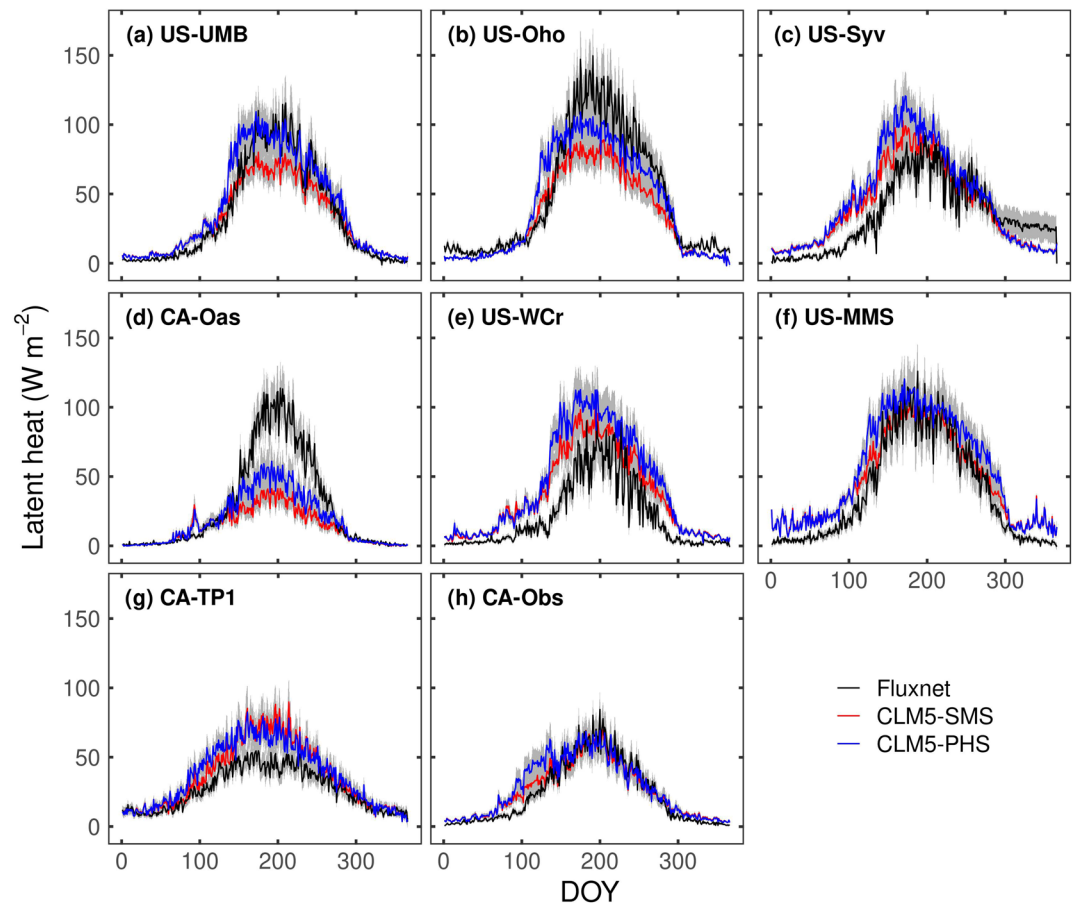 (a) US-UMB
(b) US-Oho
(c) US-Syv
150
100
50
0
(d) CA-Oas
(e) US-WCr
(f) US-MMS
150
100
50
0
0 100 200 300
(g) CA-TP1
(h) CA-Obs
150
100
50
0
0 100 200 300
0 100 200 300
Latent heat (W m⁻²)
DOY
Fluxnet
CLM5-SMS
CLM5-PHS